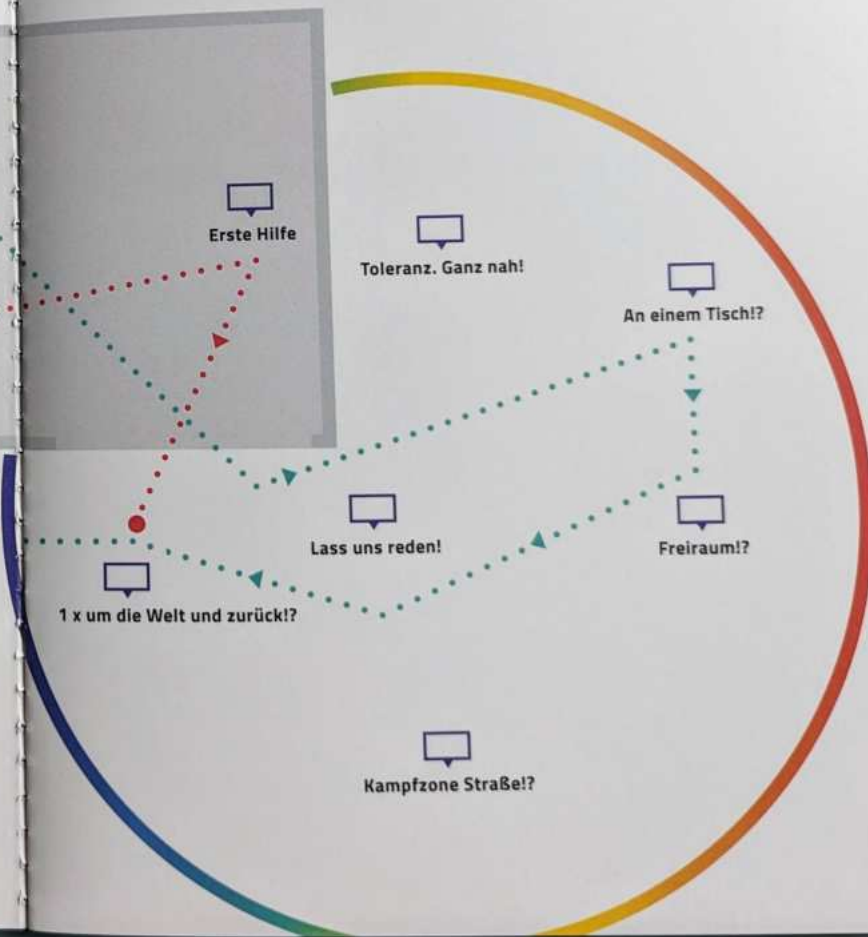 Erste Hilfe
Toleranz. Ganz nah!
An einem Tisch!?
Lass uns reden!
Freiraum!?
1 x um die Welt und zurück!?
Kampfzone Straße!?